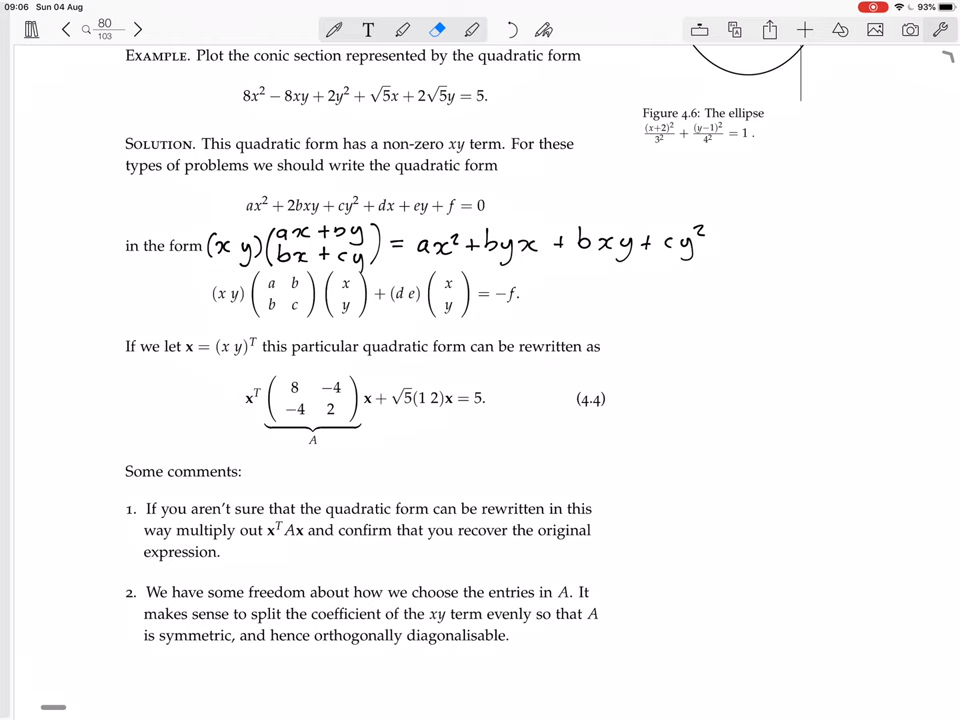 09:06 Sun 04 Aug
93%
80
103
T
EXAMPLE. Plot the conic section represented by the quadratic form
8x² − 8xy + 2y² + √5x + 2√5y = 5.
Figure 4.6: The ellipse
(x+2)²/3² + (y−1)²/4² = 1 .
SOLUTION. This quadratic form has a non-zero xy term. For these
types of problems we should write the quadratic form
ax² + 2bxy + cy² + dx + ey + f = 0
in the form (x y)(ax + by
bx + cy) = ax² + byx + bxy + cy²
(x y) ( a b
b c ) ( x
y ) + (d e) ( x
y ) = −f.
If we let x = (x y)ᵀ this particular quadratic form can be rewritten as
xᵀ ( 8 −4
−4 2 ) x + √5(1 2)x = 5. (4.4)
A
Some comments:
1. If you aren't sure that the quadratic form can be rewritten in this
way multiply out xᵀAx and confirm that you recover the original
expression.
2. We have some freedom about how we choose the entries in A. It
makes sense to split the coefficient of the xy term evenly so that A
is symmetric, and hence orthogonally diagonalisable.